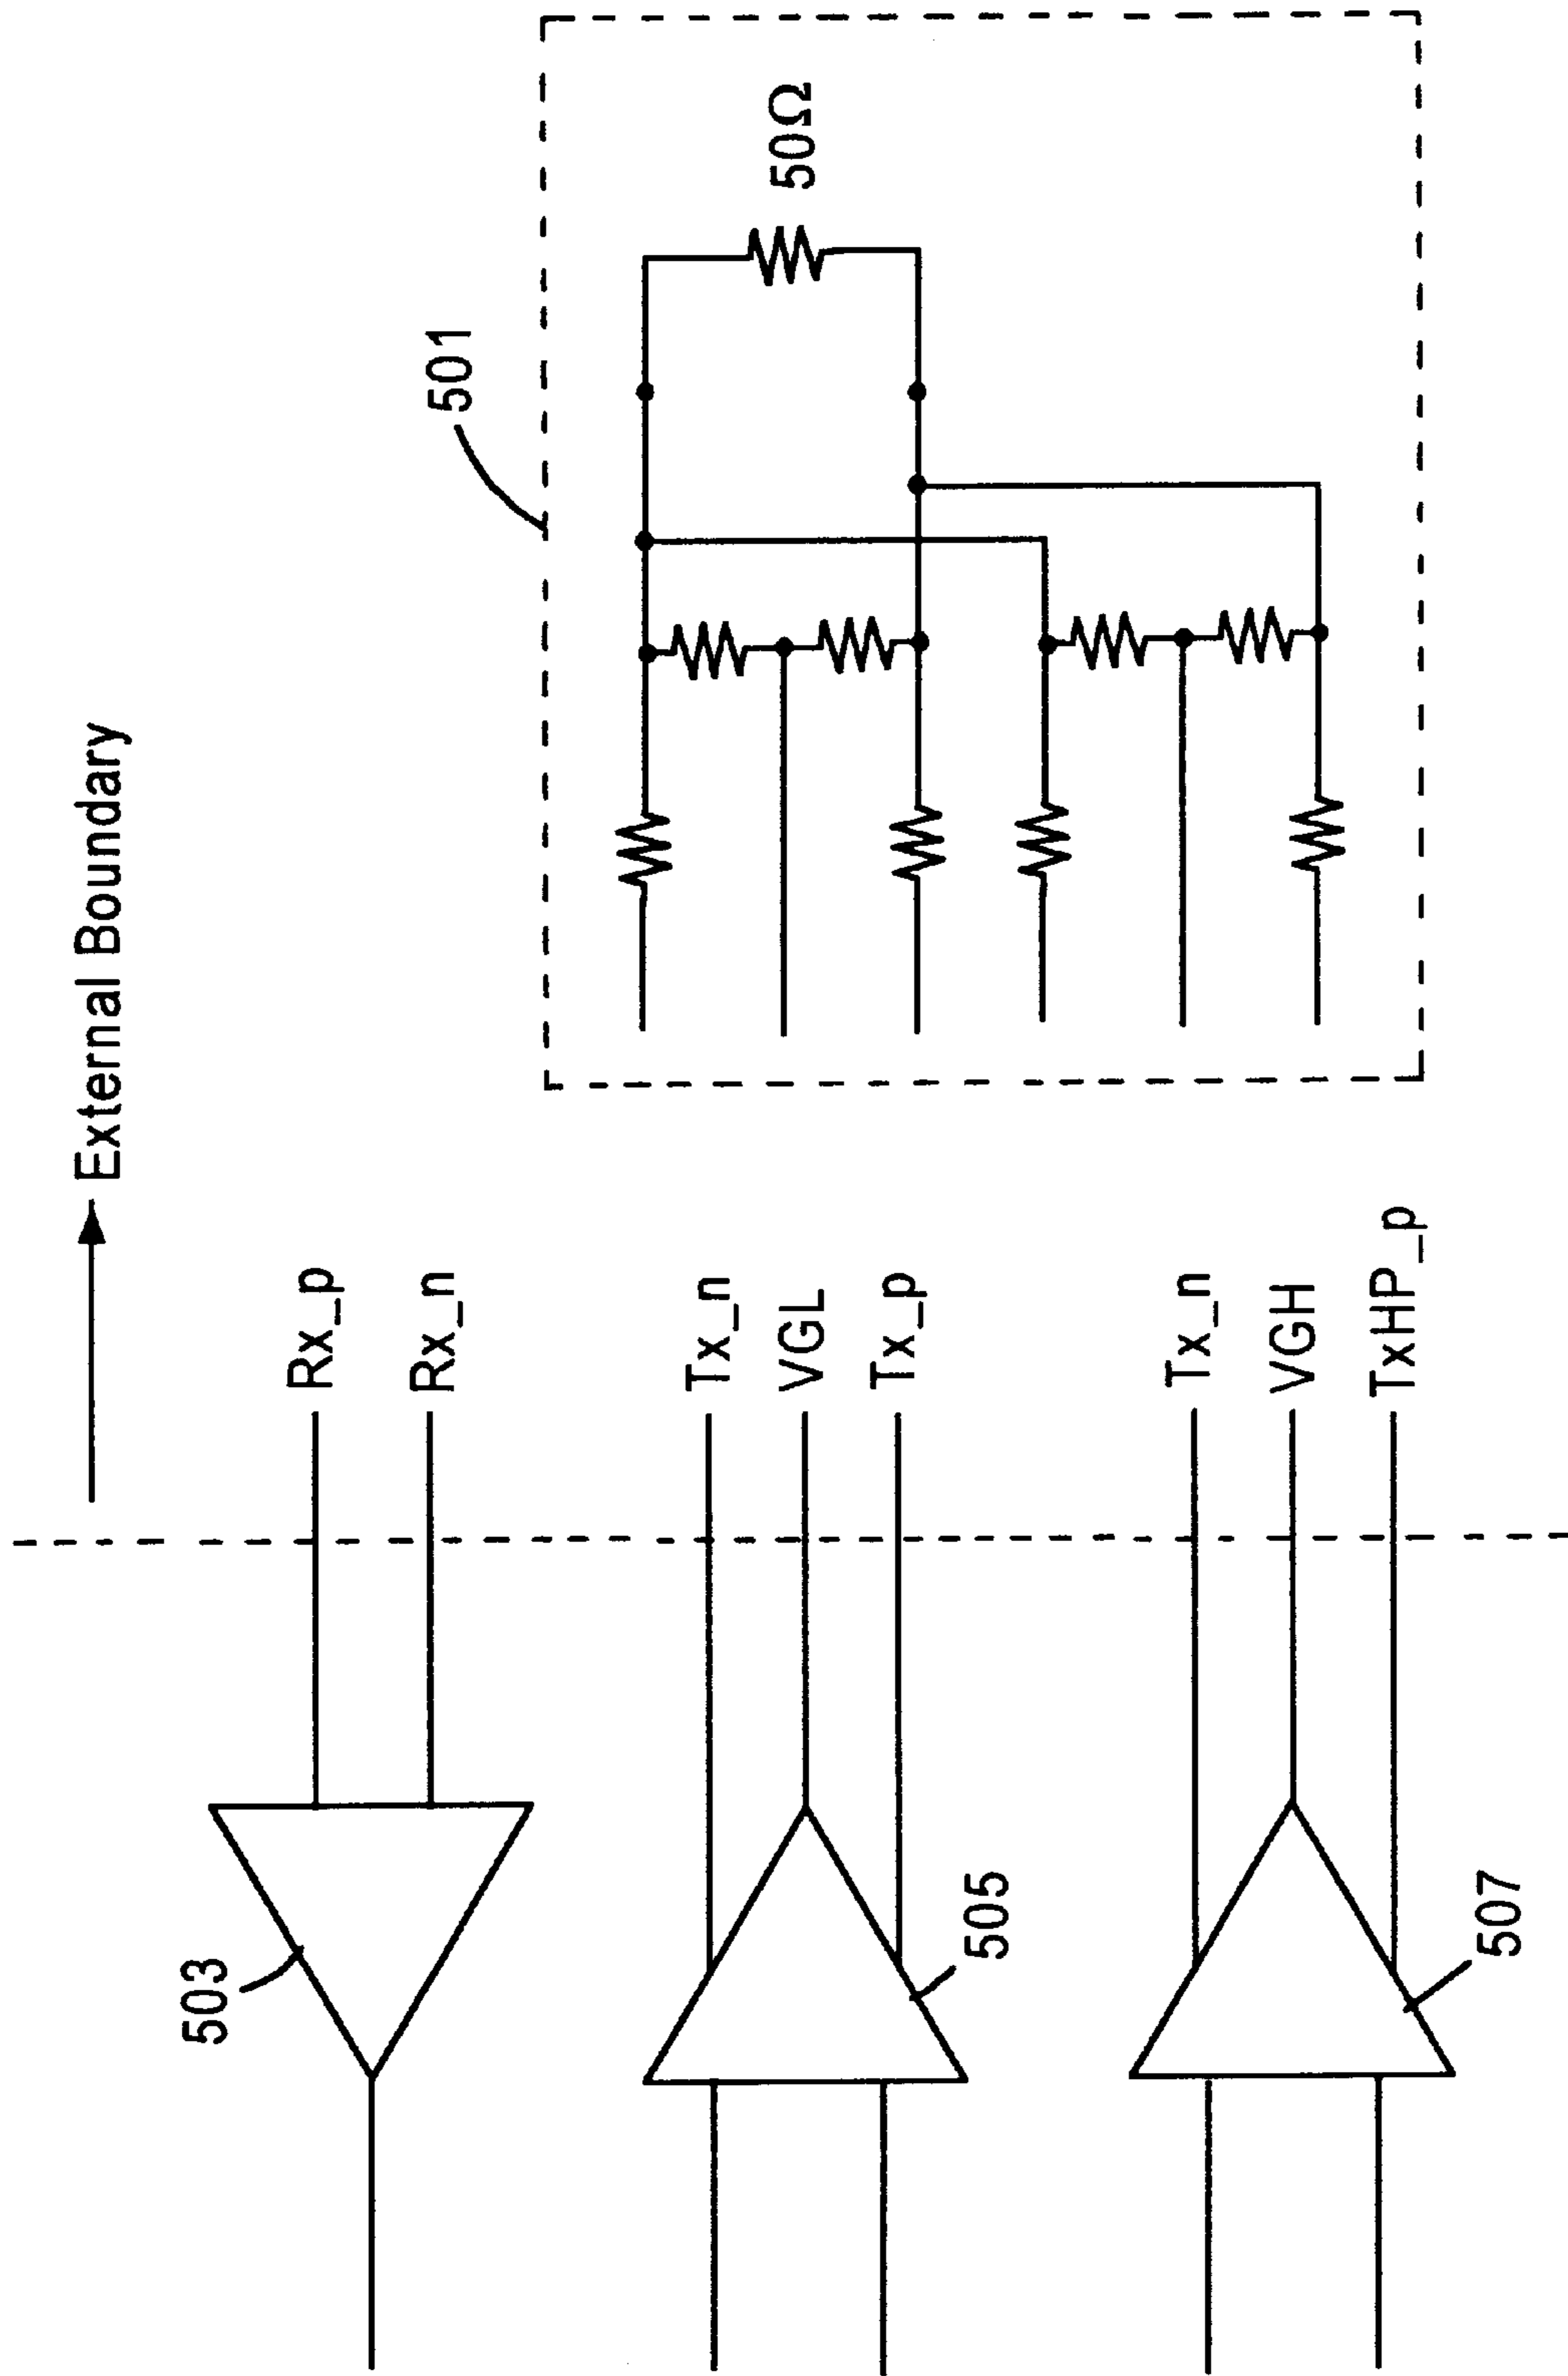 External Boundary
501
50Ω
Rx_p
Rx_n
503
Tx_n
VGL
Tx_p
505
Tx_n
VGH
TxHP_p
507